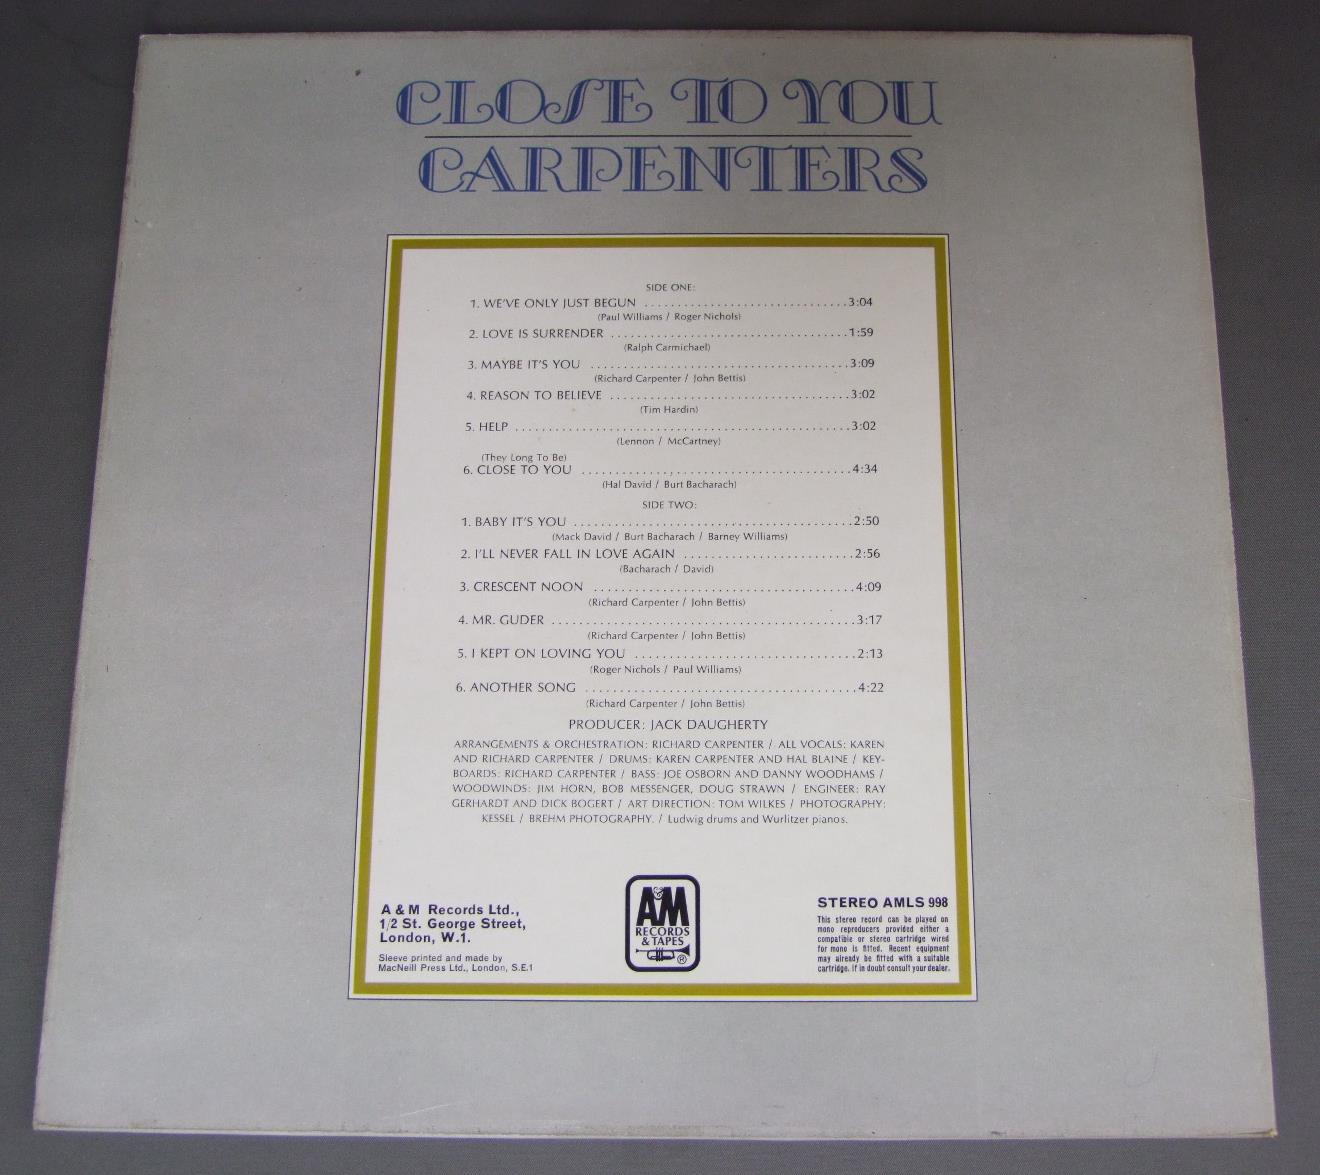 CLOSE TO YOU
CARPENTERS
SIDE ONE:
1. WE'VE ONLY JUST BEGUN ..............................3:04
(Paul Williams / Roger Nichols)
2. LOVE IS SURRENDER ..................................1:59
(Ralph Carmichael)
3. MAYBE IT'S YOU .....................................3:09
(Richard Carpenter / John Bettis)
4. REASON TO BELIEVE ..................................3:02
(Tim Hardin)
5. HELP ...............................................3:02
(Lennon / McCartney)
(They Long To Be)
6. CLOSE TO YOU .......................................4:34
(Hal David / Burt Bacharach)
SIDE TWO:
1. BABY IT'S YOU ........................................2:50
(Mack David / Burt Bacharach / Barney Williams)
2. I'LL NEVER FALL IN LOVE AGAIN .........................2:56
(Bacharach / David)
3. CRESCENT NOON ......................................4:09
(Richard Carpenter / John Bettis)
4. MR. GUDER ............................................3:17
(Richard Carpenter / John Bettis)
5. I KEPT ON LOVING YOU ................................2:13
(Roger Nichols / Paul Williams)
6. ANOTHER SONG .......................................4:22
(Richard Carpenter / John Bettis)
PRODUCER: JACK DAUGHERTY
ARRANGEMENTS & ORCHESTRATION: RICHARD CARPENTER / ALL VOCALS: KAREN
AND RICHARD CARPENTER / DRUMS: KAREN CARPENTER AND HAL BLAINE / KEY-
BOARDS: RICHARD CARPENTER / BASS: JOE OSBORN AND DANNY WOODHAMS /
WOODWINDS: JIM HORN, BOB MESSENGER, DOUG STRAWN / ENGINEER: RAY
GERHARDT AND DICK BOGERT / ART DIRECTION: TOM WILKES / PHOTOGRAPHY:
KESSEL / BREHM PHOTOGRAPHY. / Ludwig drums and Wurlitzer pianos.
A & M Records Ltd.,
1/2 St. George Street,
London, W.1.
Sleeve printed and made by
MacNeill Press Ltd., London, S.E.1
A&M
RECORDS
& TAPES
®
STEREO AMLS 998
This stereo record can be played on
mono reproducers provided either a
compatible or stereo cartridge wired
for mono is fitted. Recent equipment
may already be fitted with a suitable
cartridge. If in doubt consult your dealer.